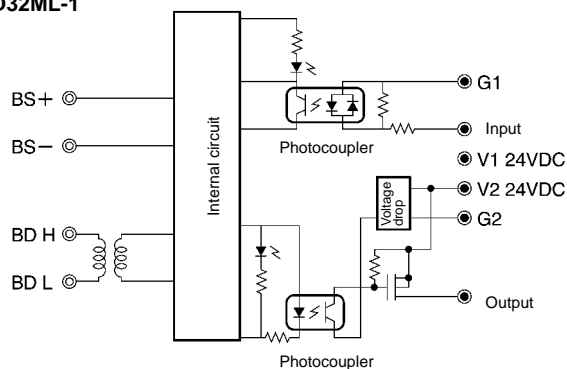 D32ML-1
BS+
BS−
BD H
BD L
Internal circuit
Photocoupler
G1
Input
V1 24VDC
V2 24VDC
G2
Voltage drop
Output
Photocoupler